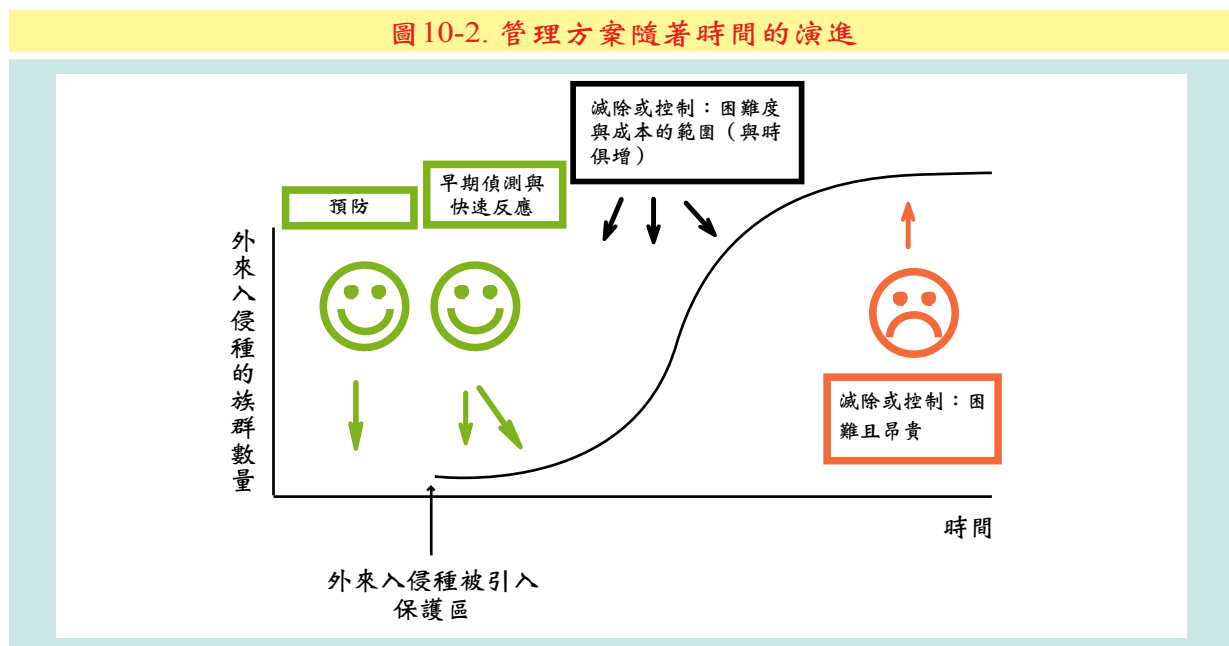 圖10-2. 管理方案隨著時間的演進
滅除或控制：困難度
與成本的範圍（與時
俱增）
早期偵測與
快速反應
預防
外來入侵種的族群數量
滅除或控制：困
難且昂貴
時間
外來入侵種被引入
保護區